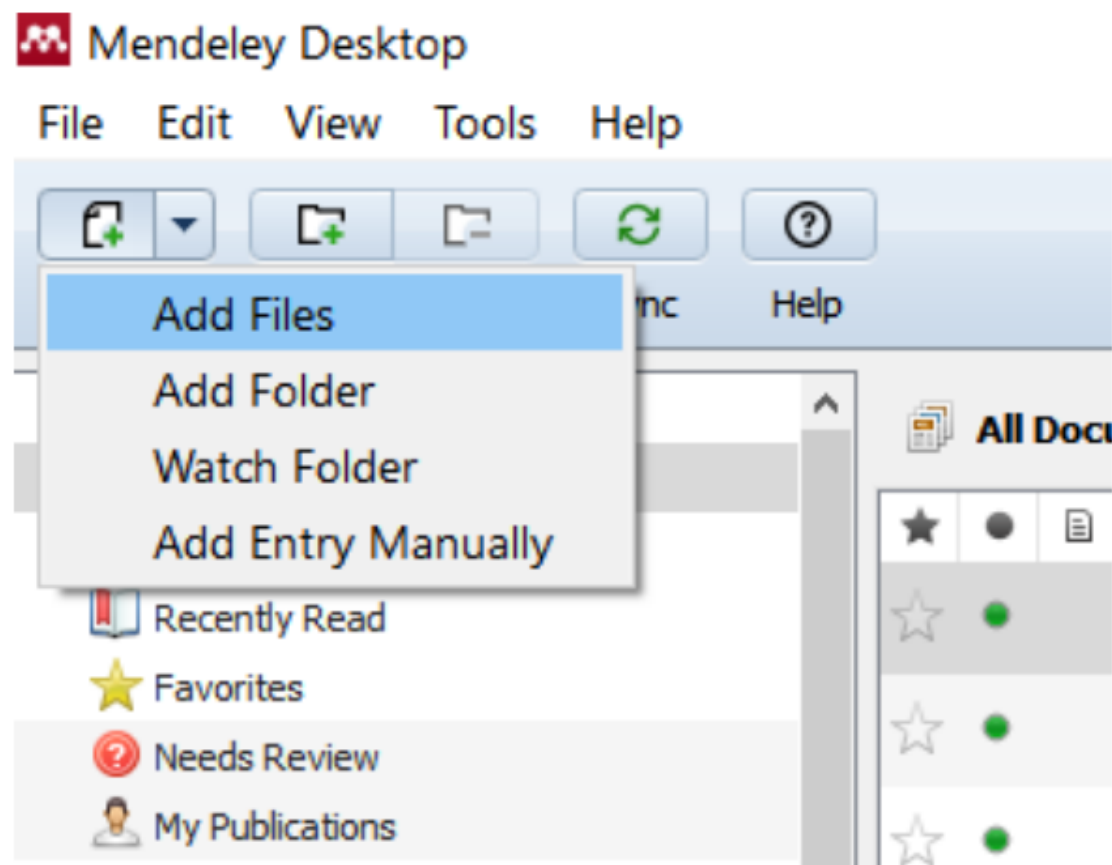 Mendeley Desktop
File Edit View Tools Help
Add Files
nc Help
Add Folder
All Docu
Watch Folder
Add Entry Manually
Recently Read
Favorites
Needs Review
My Publications